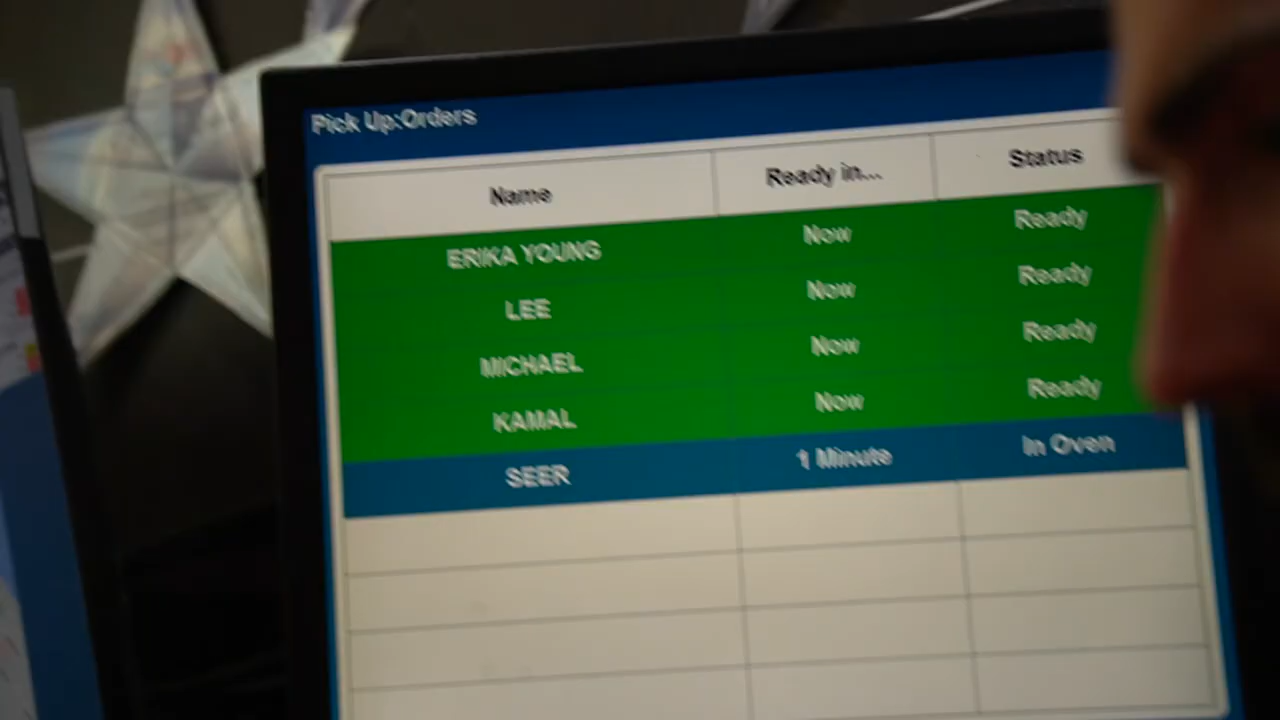 Pick Up:Orders
Name Ready in... Status
ERIKA YOUNG Now Ready
LEE Now Ready
MICHAEL Now Ready
KAMAL Now Ready
SEER 1 Minute In Oven